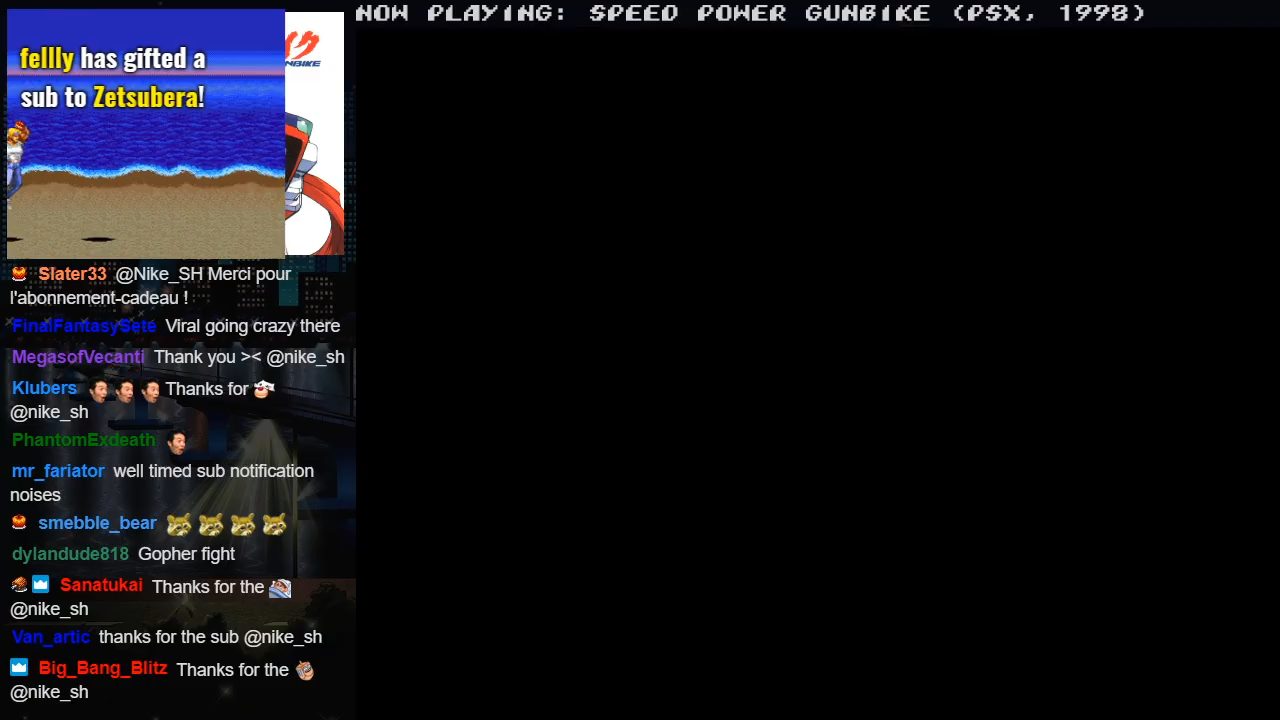 NOW PLAYING: SPEED POWER GUNBIKE (PSX, 1998)
fellly has gifted a
sub to Zetsubera!
NBIKE
Slater33 @Nike_SH Merci pour
l'abonnement-cadeau !
FinalFantasySete Viral going crazy there
MegasofVecanti Thank you >< @nike_sh
Klubers Thanks for
@nike_sh
PhantomExdeath
mr_fariator well timed sub notification
noises
smebble_bear
dylandude818 Gopher fight
Sanatukai Thanks for the
@nike_sh
Van_artic thanks for the sub @nike_sh
Big_Bang_Blitz Thanks for the
@nike_sh